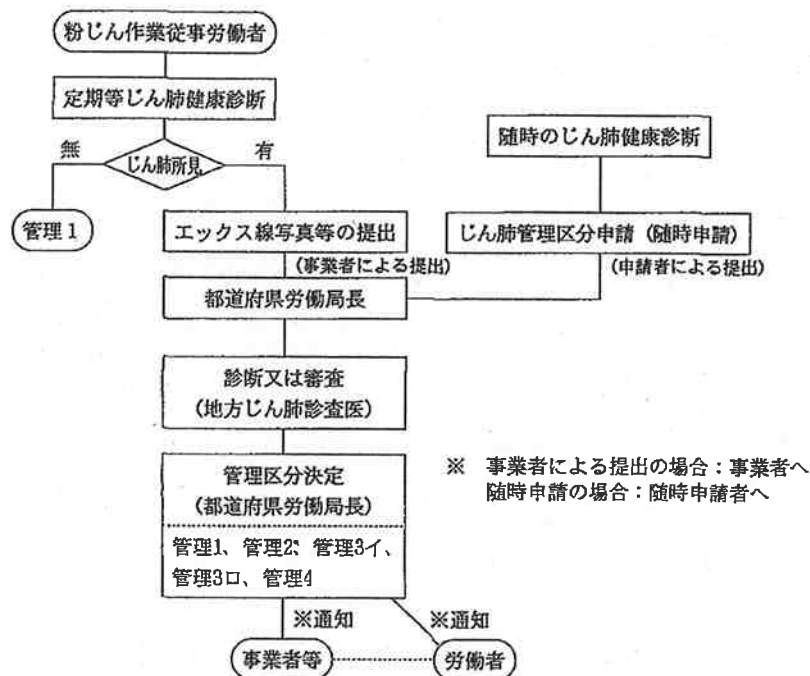 粉じん作業従事労働者
定期等じん肺健康診断
無
じん肺所見
有
管理1
エックス線写真等の提出
(事業者による提出)
随時のじん肺健康診断
じん肺管理区分申請(随時申請)
(申請者による提出)
都道府県労働局長
診断又は審査
(地方じん肺診査医)
管理区分決定
(都道府県労働局長)
管理1、管理2、管理3イ、
管理3ロ、管理4
※ 事業者による提出の場合:事業者へ
随時申請の場合:随時申請者へ
※通知
※通知
事業者等
労働者